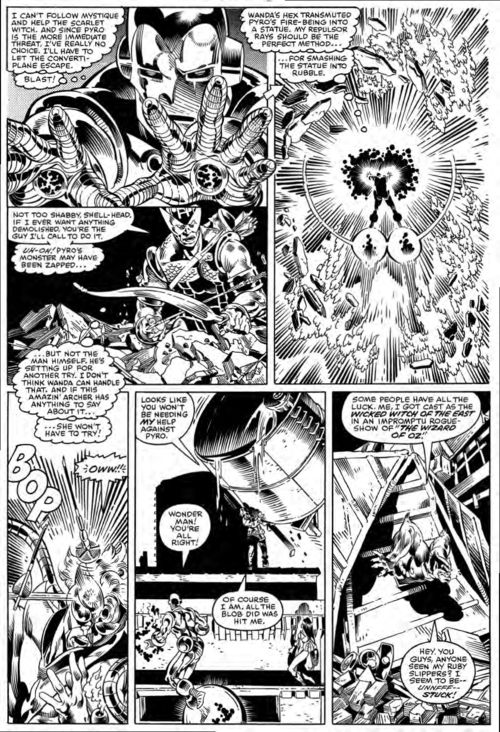 I CAN'T FOLLOW MYSTIQUE
AND HELP THE SCARLET
WITCH. AND SINCE PYRO
IS THE MORE IMMEDIATE
THREAT, I'VE REALLY NO
CHOICE. I'LL HAVE TO
LET THE CONVERTI-
PLANE ESCAPE.
BLAST!
WANDA'S HEX TRANSMUTED
PYRO'S FIRE-BEING INTO
A STATUE. MY REPULSOR
RAYS SHOULD BE THE
PERFECT METHOD...
...FOR SMASHING
THE STATUE INTO
RUBBLE.
NOT TOO SHABBY, SHELL-HEAD.
IF I EVER WANT ANYTHING
DEMOLISHED, YOU'RE THE
GUY I'LL CALL TO DO IT.
UH-OH! PYRO'S
MONSTER MAY HAVE
BEEN ZAPPED...
...BUT NOT THE
MAN HIMSELF. HE'S
SETTING UP FOR
ANOTHER TRY. I DON'T
THINK WANDA CAN HANDLE
THAT. AND IF THIS
AMAZIN' ARCHER HAS
ANYTHING TO SAY
ABOUT IT...
...SHE WON'T
HAVE TO TRY!
BOP
OWW!!
LOOKS LIKE
YOU WON'T
BE NEEDING
MY HELP
AGAINST
PYRO.
WONDER
MAN!
YOU'RE
ALL
RIGHT!
OF COURSE
I AM. ALL THE
BLOB DID WAS
HIT ME.
SOME PEOPLE HAVE ALL THE
LUCK. ME, I GOT CAST AS THE
WICKED WITCH OF THE EAST
IN AN IMPROMPTU ROGUE-
SHOW OF "THE WIZARD
OF OZ."
HEY, YOU
GUYS, ANYONE
SEEN MY RUBY
SLIPPERS? I
SEEM TO BE--
UNNFFF--
STUCK!